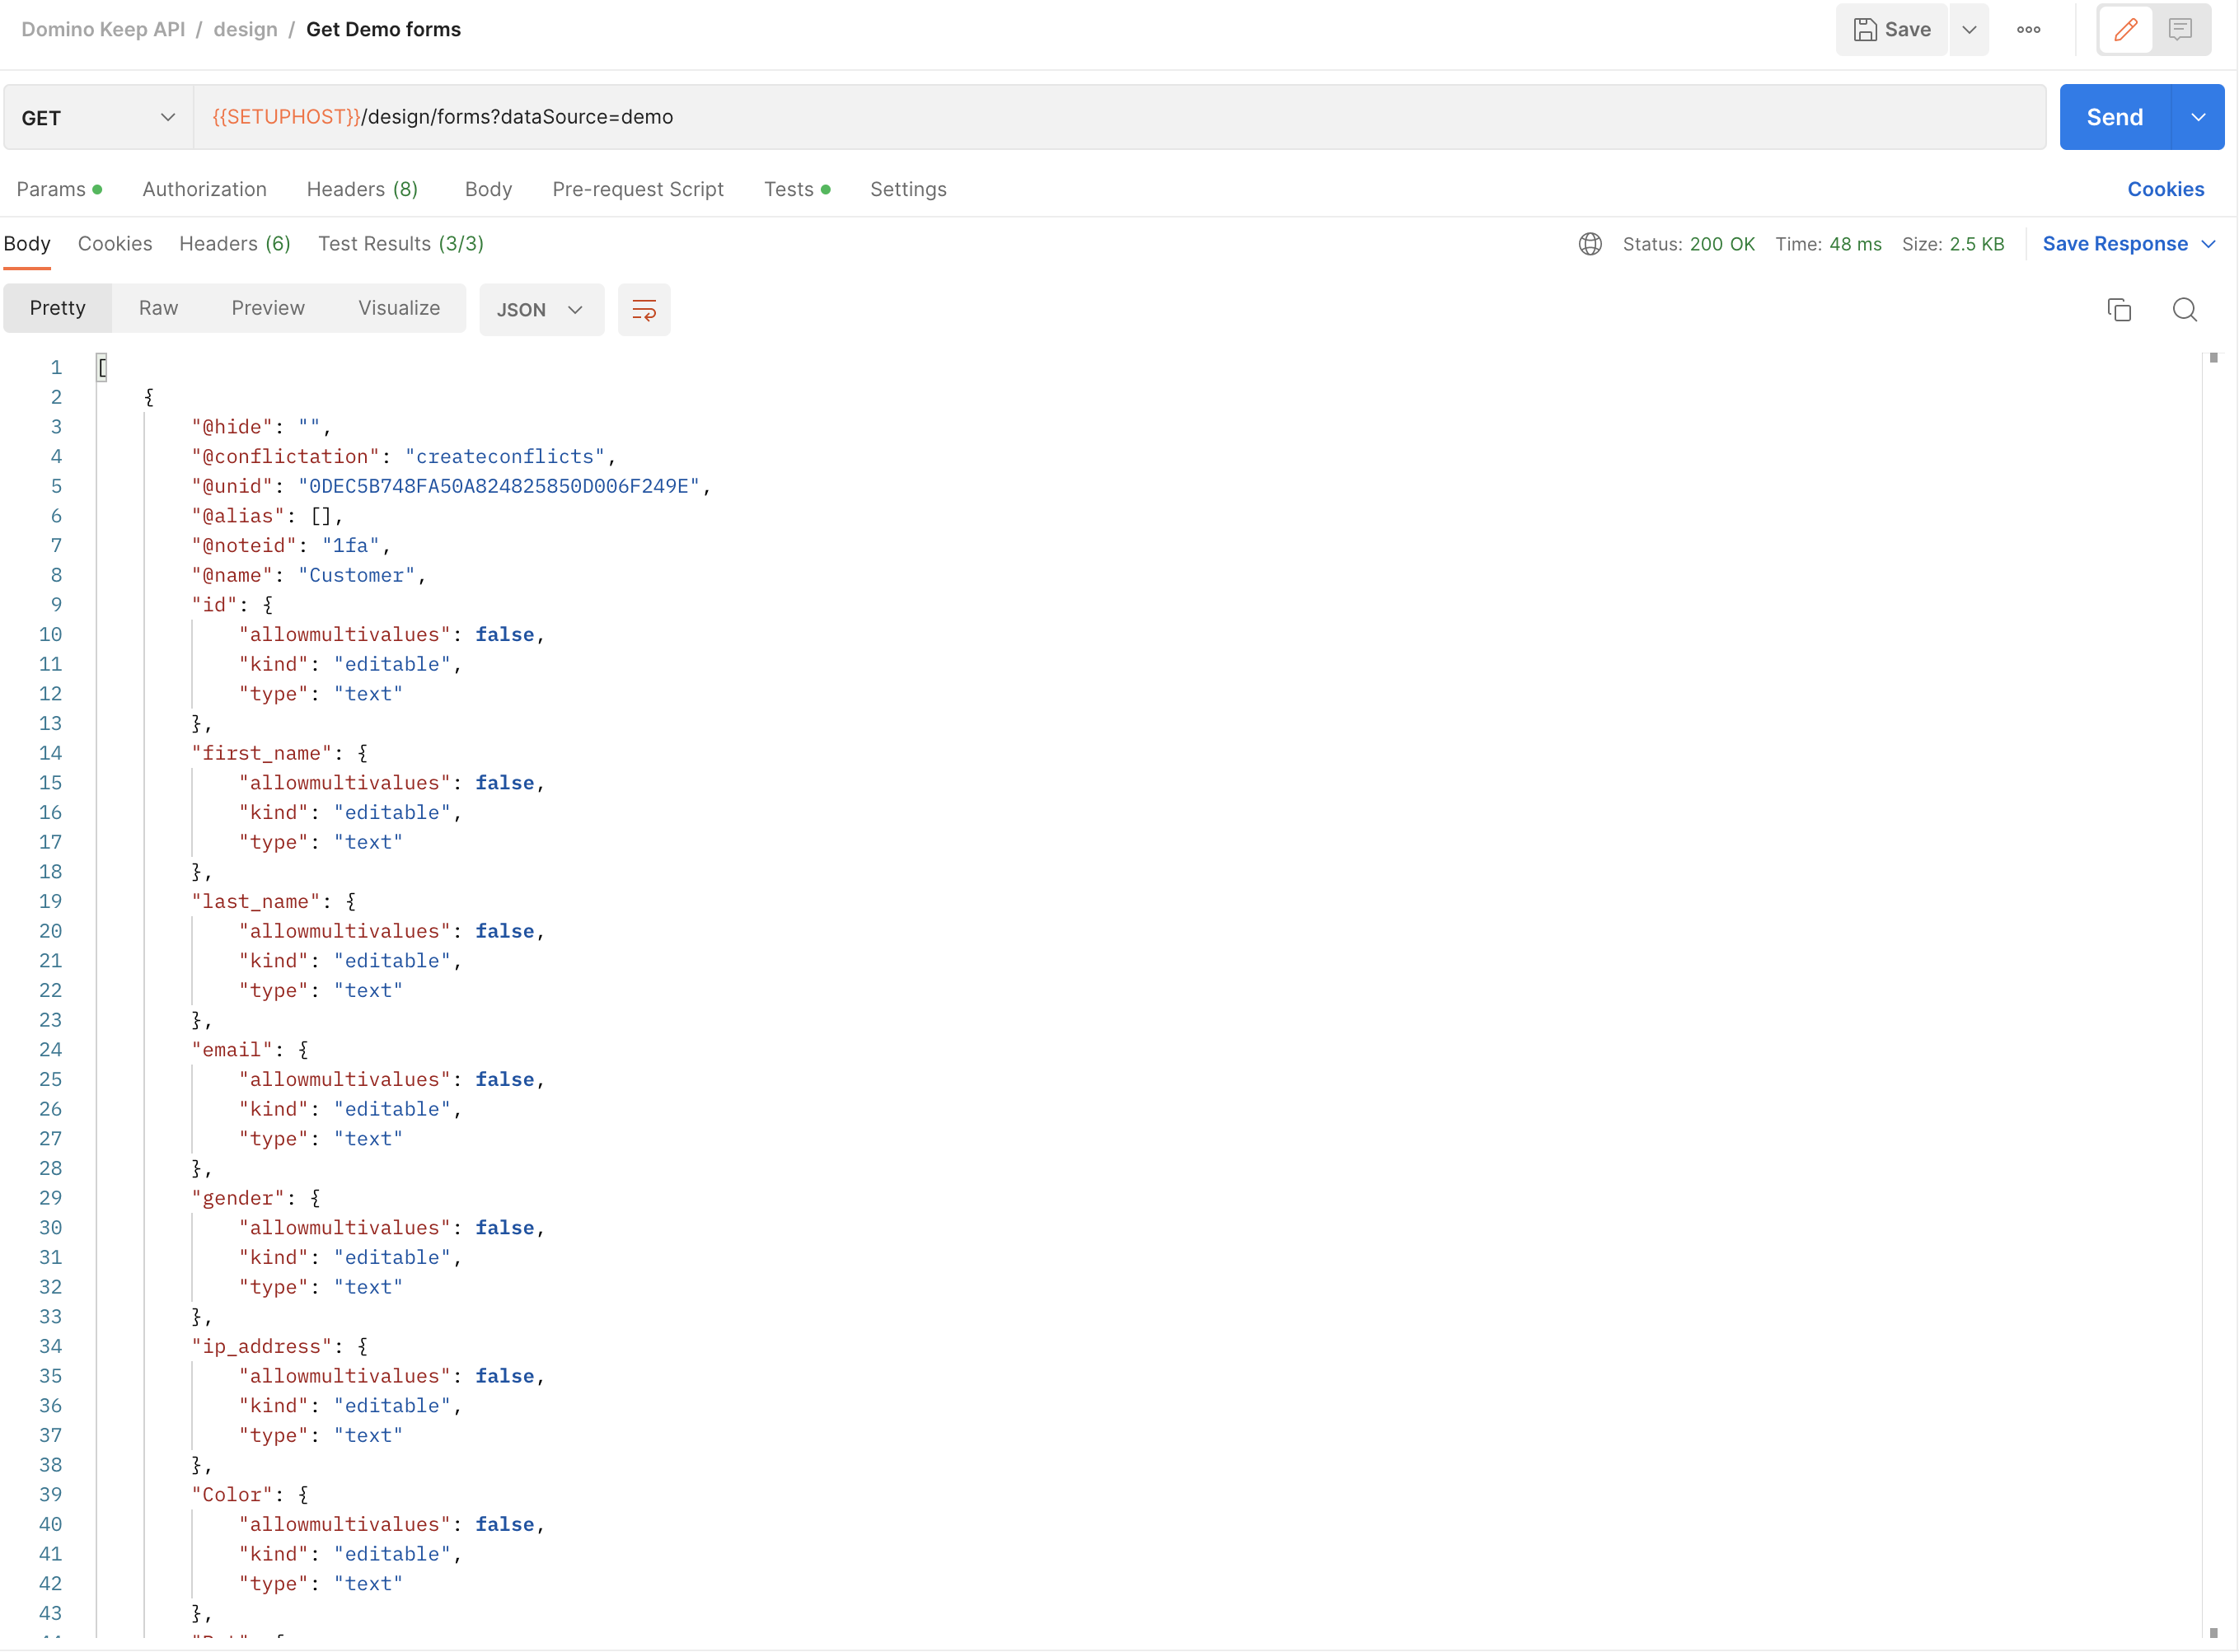 Domino Keep API / design / Get Demo forms
Save
GET
{{SETUPHOST}}/design/forms?dataSource=demo
Send
Params Authorization Headers (8) Body Pre-request Script Tests Settings Cookies
Body Cookies Headers (6) Test Results (3/3) Status: 200 OK Time: 48 ms Size: 2.5 KB Save Response
Pretty Raw Preview Visualize JSON
1 [
2 {
3 "@hide": "",
4 "@conflictation": "createconflicts",
5 "@unid": "0DEC5B748FA50A824825850D006F249E",
6 "@alias": [],
7 "@noteid": "1fa",
8 "@name": "Customer",
9 "id": {
10 "allowmultivalues": false,
11 "kind": "editable",
12 "type": "text"
13 },
14 "first_name": {
15 "allowmultivalues": false,
16 "kind": "editable",
17 "type": "text"
18 },
19 "last_name": {
20 "allowmultivalues": false,
21 "kind": "editable",
22 "type": "text"
23 },
24 "email": {
25 "allowmultivalues": false,
26 "kind": "editable",
27 "type": "text"
28 },
29 "gender": {
30 "allowmultivalues": false,
31 "kind": "editable",
32 "type": "text"
33 },
34 "ip_address": {
35 "allowmultivalues": false,
36 "kind": "editable",
37 "type": "text"
38 },
39 "Color": {
40 "allowmultivalues": false,
41 "kind": "editable",
42 "type": "text"
43 },